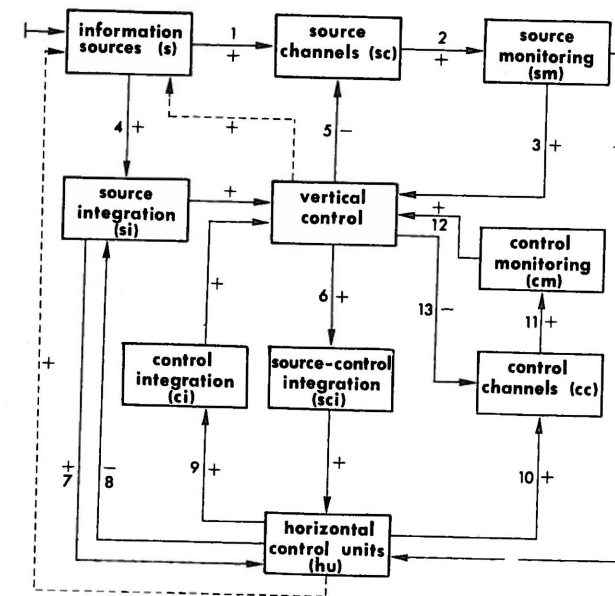 information
sources (s)
1
+
source
channels (sc)
2
+
source
monitoring
(sm)
4 +
+
5 −
3 +
source
integration
(si)
+
vertical
control
+
12
control
monitoring
(cm)
+
6 +
13 −
11 +
control
integration
(ci)
source-control
integration
(sci)
control
channels (cc)
+
+
7
−
8
9 +
+
10 +
horizontal
control units
(hu)